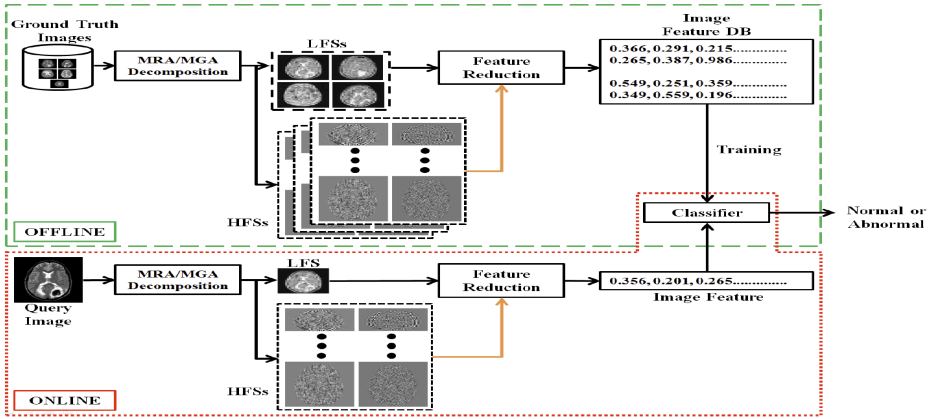 Ground Truth
Images
MRA/MGA
Decomposition
LFSs
HFSs
Feature
Reduction
Image
Feature DB
0.366,0.291,0.215.............
0.265,0.387,0.986.............
0.549,0.251,0.359.............
0.349,0.559,0.196.............
Training
Classifier
Normal or
Abnormal
OFFLINE
Query
Image
MRA/MGA
Decomposition
LFS
HFSs
Feature
Reduction
0.356,0.201,0.265.............
Image Feature
ONLINE